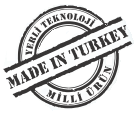 YERLİ TEKNOLOJİ
MADE IN TURKEY
MİLLİ ÜRÜN